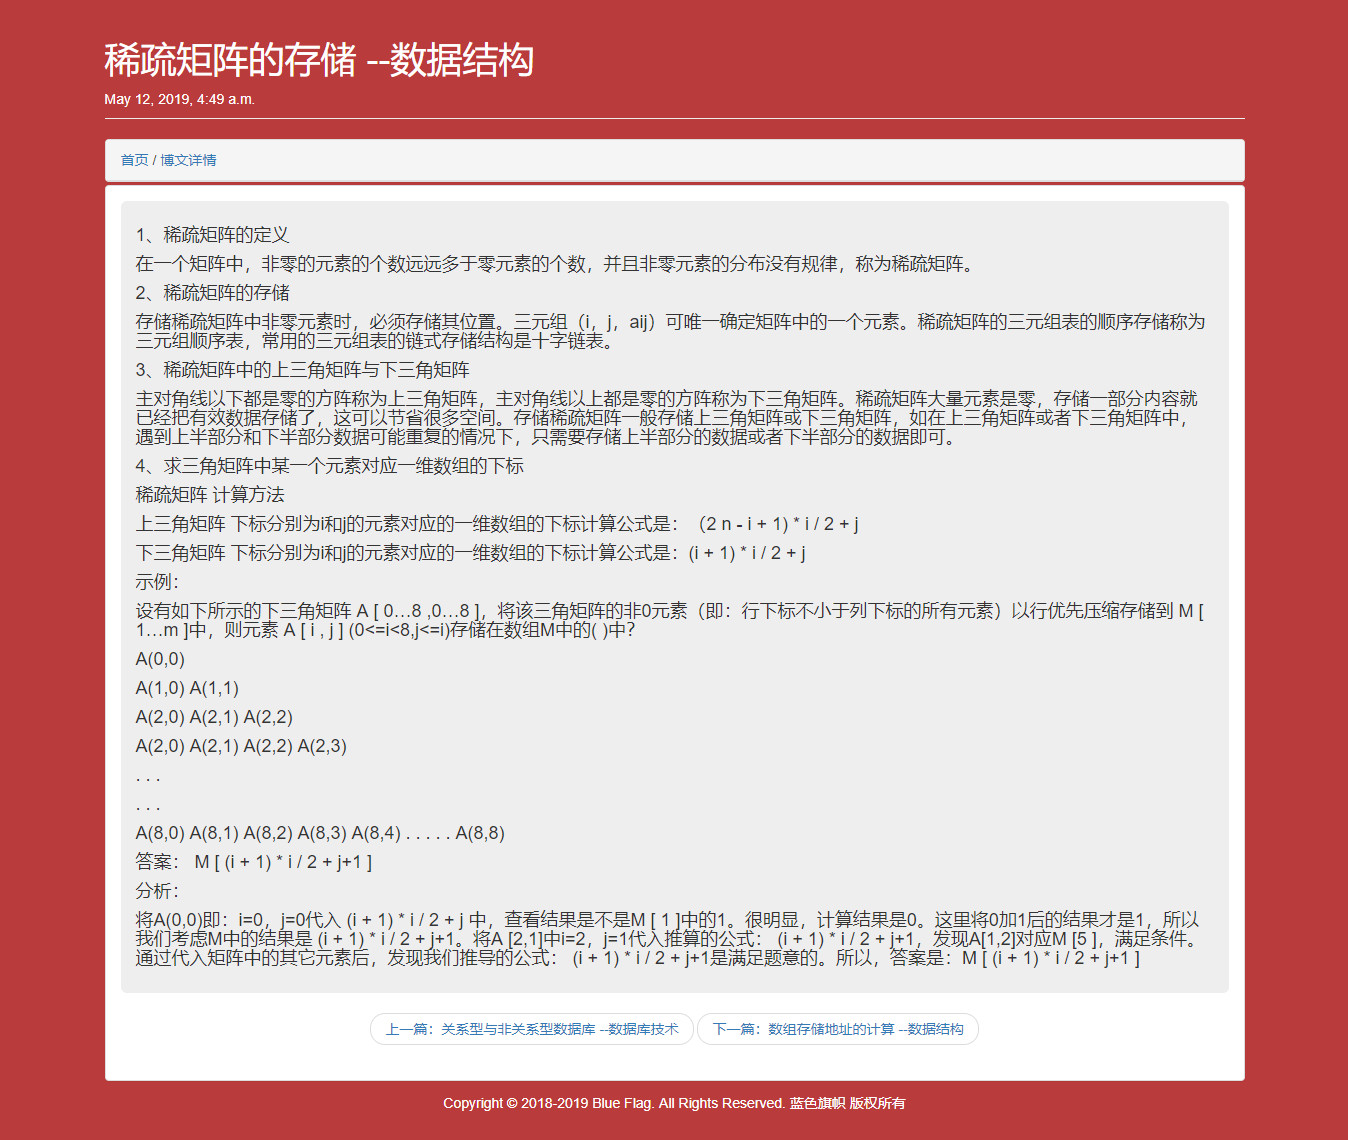 稀疏矩阵的存储 --数据结构
May 12, 2019, 4:49 a.m.
首页 / 博文详情
1、稀疏矩阵的定义
在一个矩阵中，非零的元素的个数远远多于零元素的个数，并且非零元素的分布没有规律，称为稀疏矩阵。
2、稀疏矩阵的存储
存储稀疏矩阵中非零元素时，必须存储其位置。三元组（i，j，aij）可唯一确定矩阵中的一个元素。稀疏矩阵的三元组表的顺序存储称为
三元组顺序表，常用的三元组表的链式存储结构是十字链表。
3、稀疏矩阵中的上三角矩阵与下三角矩阵
主对角线以下都是零的方阵称为上三角矩阵，主对角线以上都是零的方阵称为下三角矩阵。稀疏矩阵大量元素是零，存储一部分内容就
已经把有效数据存储了，这可以节省很多空间。存储稀疏矩阵一般存储上三角矩阵或下三角矩阵，如在上三角矩阵或者下三角矩阵中，
遇到上半部分和下半部分数据可能重复的情况下，只需要存储上半部分的数据或者下半部分的数据即可。
4、求三角矩阵中某一个元素对应一维数组的下标
稀疏矩阵 计算方法
上三角矩阵 下标分别为i和j的元素对应的一维数组的下标计算公式是：（2 n - i + 1) * i / 2 + j
下三角矩阵 下标分别为i和j的元素对应的一维数组的下标计算公式是：(i + 1) * i / 2 + j
示例：
设有如下所示的下三角矩阵 A [ 0…8 ,0…8 ]，将该三角矩阵的非0元素（即：行下标不小于列下标的所有元素）以行优先压缩存储到 M [
1…m ]中，则元素 A [ i , j ] (0<=i<8,j<=i)存储在数组M中的( )中？
A(0,0)
A(1,0) A(1,1)
A(2,0) A(2,1) A(2,2)
A(2,0) A(2,1) A(2,2) A(2,3)
. . .
. . .
A(8,0) A(8,1) A(8,2) A(8,3) A(8,4) . . . . . A(8,8)
答案： M [ (i + 1) * i / 2 + j+1 ]
分析：
将A(0,0)即：i=0，j=0代入 (i + 1) * i / 2 + j 中，查看结果是不是M [ 1 ]中的1。很明显，计算结果是0。这里将0加1后的结果才是1，所以
我们考虑M中的结果是 (i + 1) * i / 2 + j+1。将A [2,1]中i=2，j=1代入推算的公式： (i + 1) * i / 2 + j+1，发现A[1,2]对应M [5 ]，满足条件。
通过代入矩阵中的其它元素后，发现我们推导的公式： (i + 1) * i / 2 + j+1是满足题意的。所以，答案是：M [ (i + 1) * i / 2 + j+1 ]
上一篇：关系型与非关系型数据库 --数据库技术 下一篇：数组存储地址的计算 --数据结构
Copyright © 2018-2019 Blue Flag. All Rights Reserved. 蓝色旗帜 版权所有